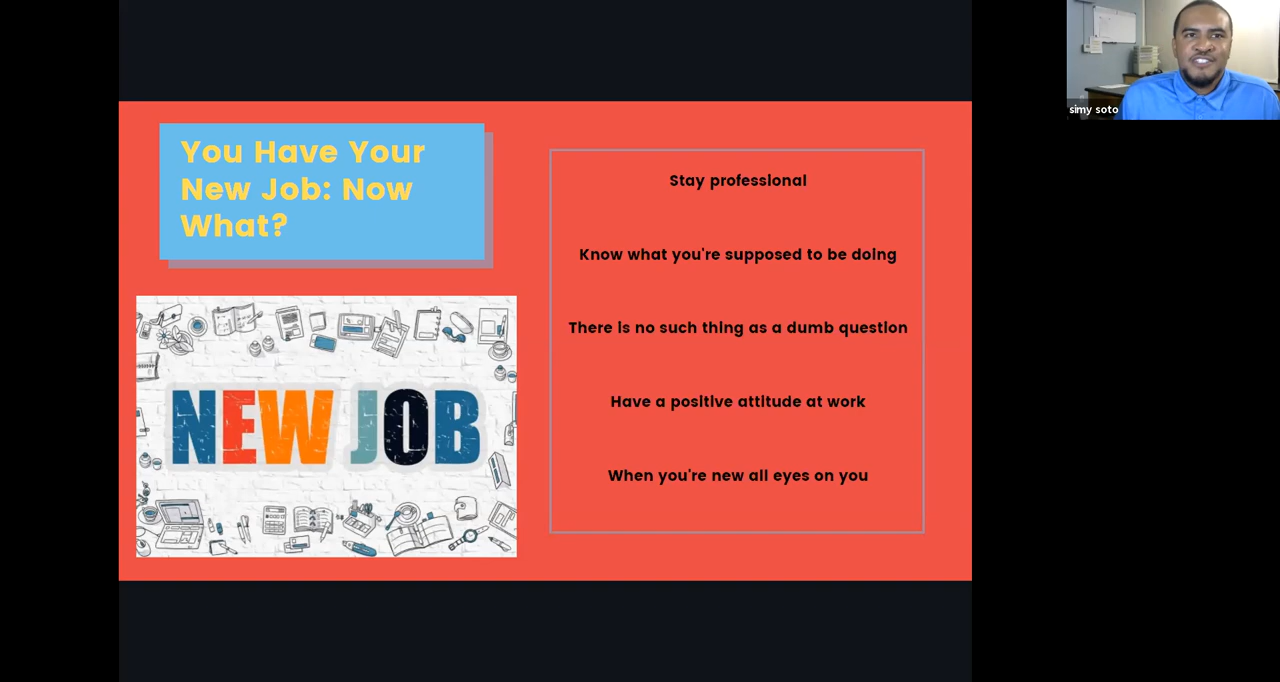 You Have Your
New Job: Now
What?
NEW JOB
Stay professional
Know what you're supposed to be doing
There is no such thing as a dumb question
Have a positive attitude at work
When you're new all eyes on you
simy soto